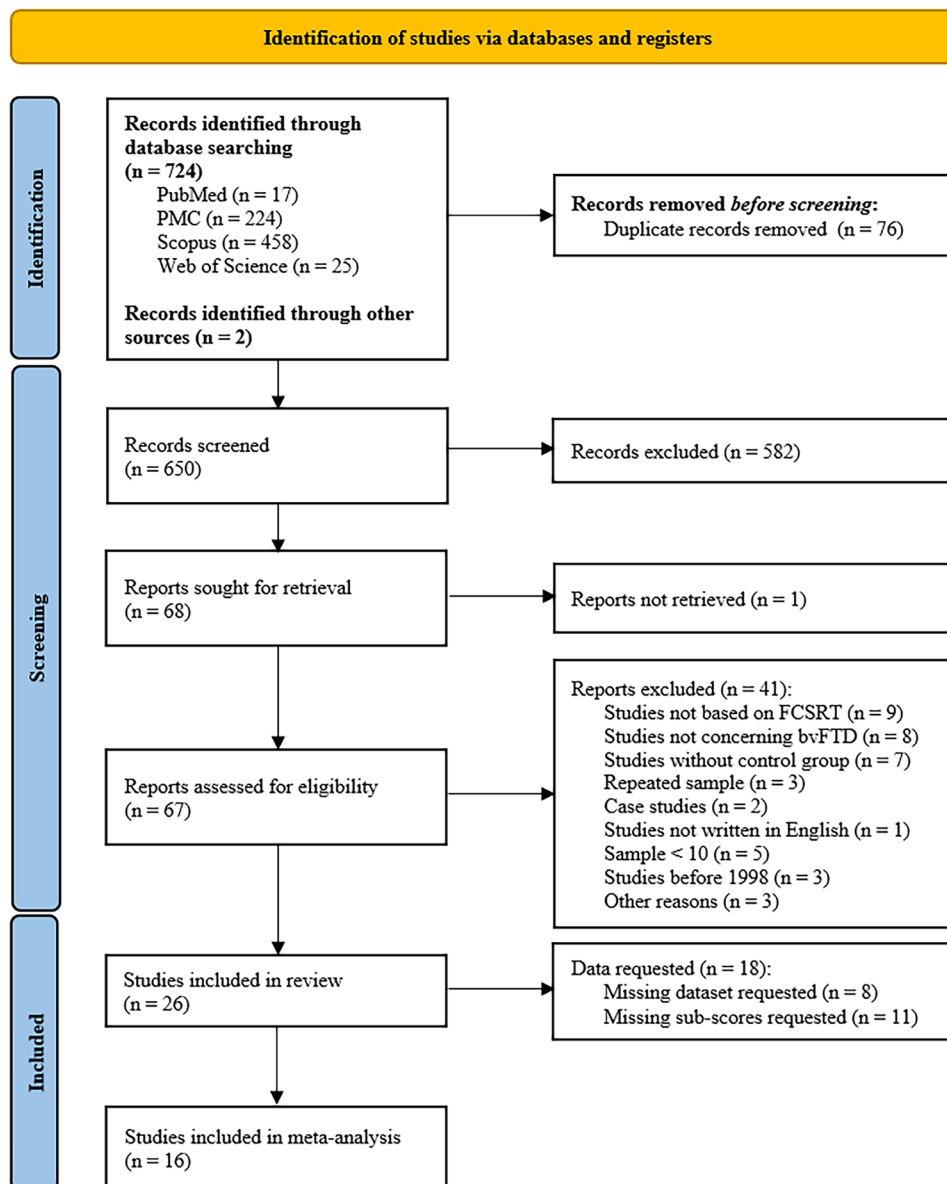 Identification of studies via databases and registers
Identification
Records identified through
database searching
(n = 724)
PubMed (n = 17)
PMC (n = 224)
Scopus (n = 458)
Web of Science (n = 25)
Records identified through other
sources (n = 2)
Records removed before screening:
Duplicate records removed (n = 76)
Screening
Records screened
(n = 650)
Records excluded (n = 582)
Reports sought for retrieval
(n = 68)
Reports not retrieved (n = 1)
Reports assessed for eligibility
(n = 67)
Reports excluded (n = 41):
Studies not based on FCSRT (n = 9)
Studies not concerning bvFTD (n = 8)
Studies without control group (n = 7)
Repeated sample (n = 3)
Case studies (n = 2)
Studies not written in English (n = 1)
Sample < 10 (n = 5)
Studies before 1998 (n = 3)
Other reasons (n = 3)
Included
Studies included in review
(n = 26)
Data requested (n = 18):
Missing dataset requested (n = 8)
Missing sub-scores requested (n = 11)
Studies included in meta-analysis
(n = 16)